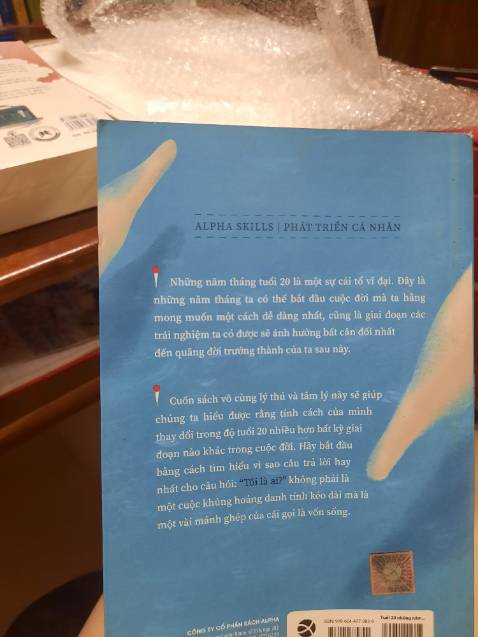 ALPHA SKILLS | PHÁT TRIỂN CÁ NHÂN
Những năm tháng tuổi 20 là một sự cải tổ vĩ đại. Đây là
những năm tháng ta có thể bắt đầu cuộc đời mà ta hằng
mong muốn một cách dễ dàng nhất, cũng là giai đoạn các
trải nghiệm ta có được sẽ ảnh hưởng bất cân đối nhất
đến quãng đời trưởng thành của ta sau này.
Cuốn sách vô cùng lý thú và tâm lý này sẽ giúp
chúng ta hiểu được rằng tính cách của mình
thay đổi trong độ tuổi 20 nhiều hơn bất kỳ giai
đoạn nào khác trong cuộc đời. Hãy bắt đầu
bằng cách tìm hiểu vì sao câu trả lời hay
nhất cho câu hỏi: “Tôi là ai?” không phải là
một cuộc khủng hoảng danh tính kéo dài mà là
một vài mảnh ghép của cái gọi là vốn sống.
CÔNG TY CỔ PHẦN SÁCH ALPHA
Tuổi 20 những năm...